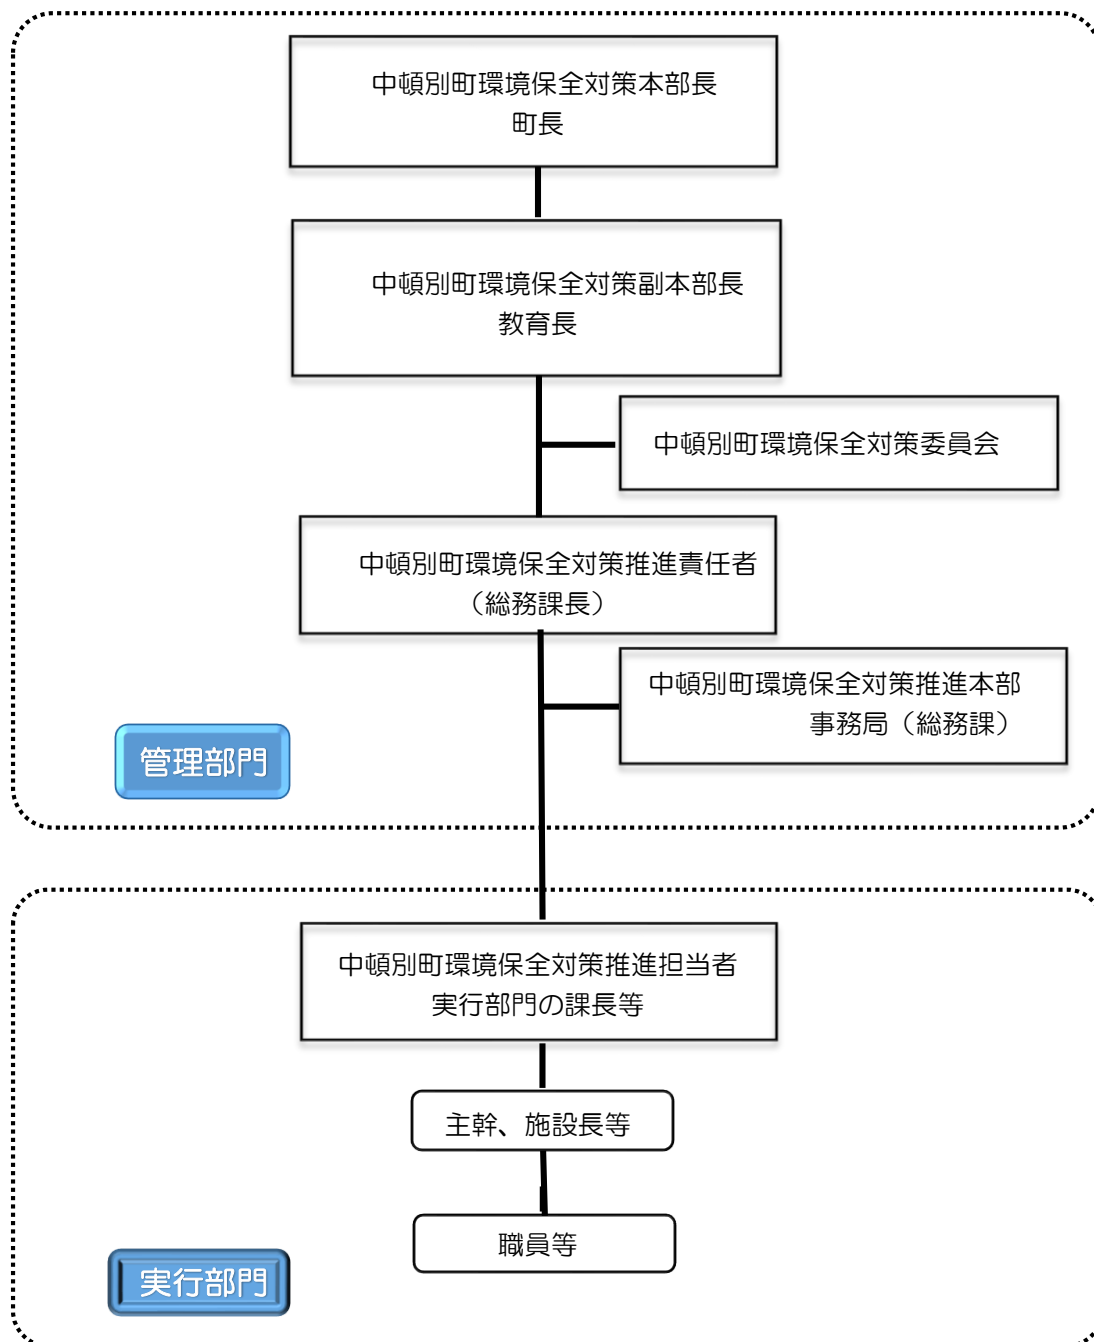 中頓別町環境保全対策本部長
町長
中頓別町環境保全対策副本部長
教育長
中頓別町環境保全対策委員会
中頓別町環境保全対策推進責任者
（総務課長）
中頓別町環境保全対策推進本部
事務局（総務課）
管理部門
中頓別町環境保全対策推進担当者
実行部門の課長等
主幹、施設長等
職員等
実行部門